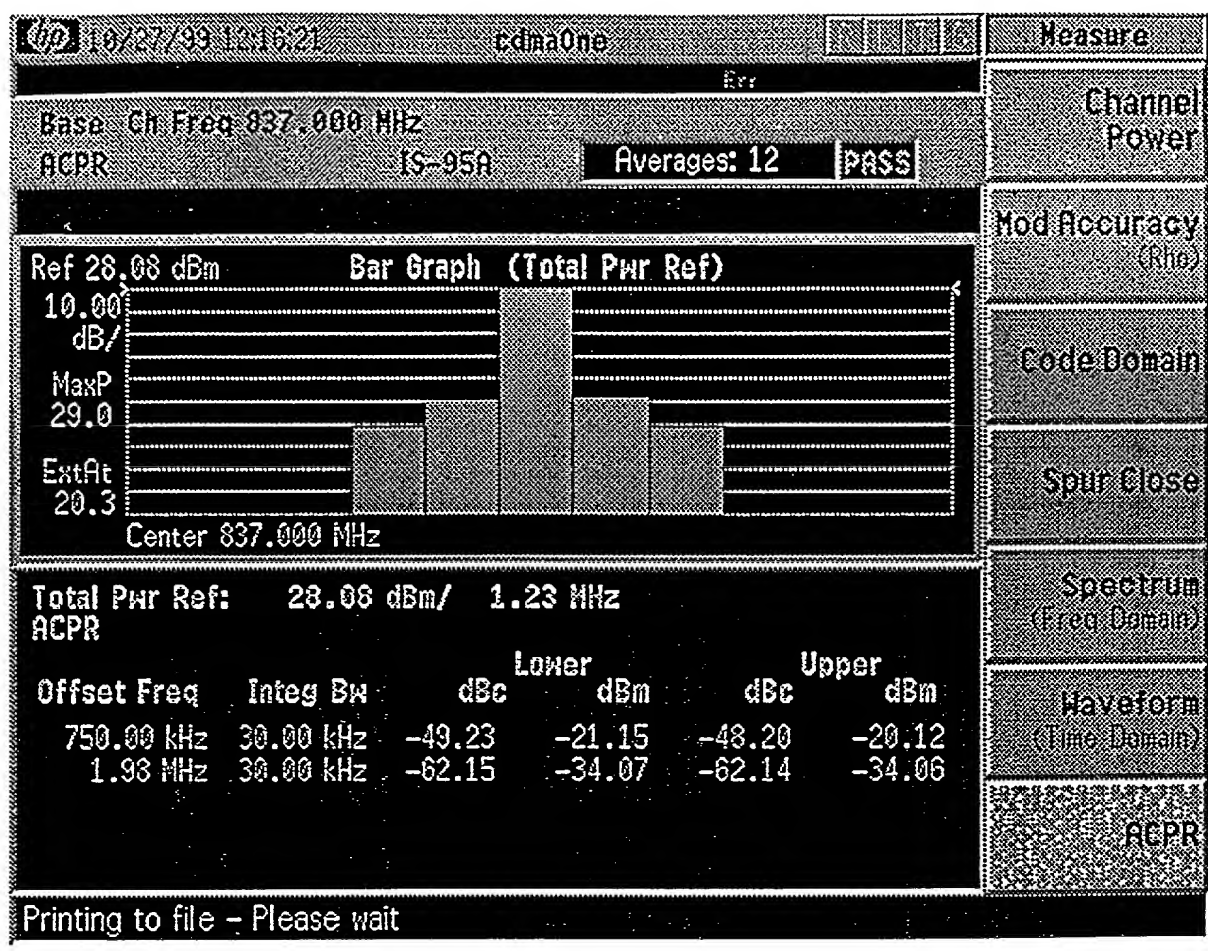 hp 10/27/99 12:16:21 cdmaOne
Measure
Err
Base Ch Freq 837.000 MHz
ACPR IS-95A Averages: 12 PASS
Channel
Power
Mod Accuracy
(Rho)
Code Domain
Spur Close
Spectrum
(Freq Domain)
Waveform
(Time Domain)
ACPR
Ref 28.08 dBm Bar Graph (Total Pwr Ref)
10.00
dB/
MaxP
29.0
ExtAt
20.3
Center 837.000 MHz
Total Pwr Ref: 28.08 dBm/ 1.23 MHz
ACPR
Lower Upper
Offset Freq Integ Bw dBc dBm dBc dBm
750.00 kHz 30.00 kHz -49.23 -21.15 -48.20 -20.12
1.98 MHz 30.00 kHz -62.15 -34.07 -62.14 -34.06
Printing to file - Please wait